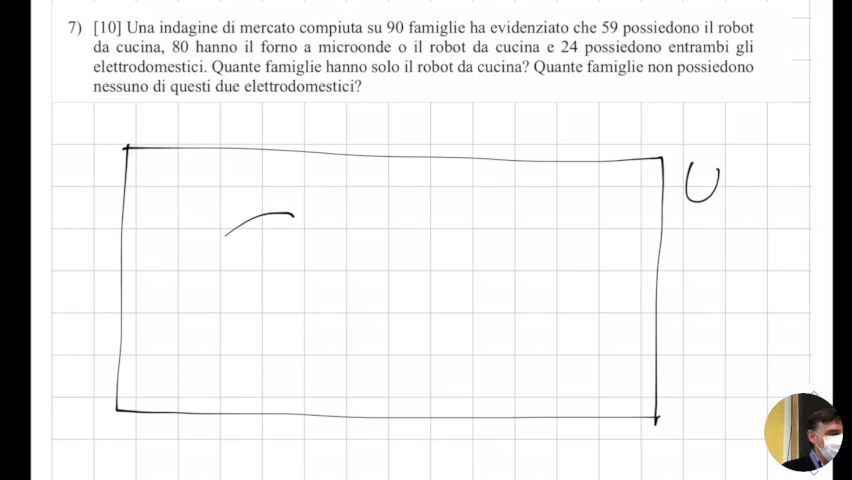 7) [10] Una indagine di mercato compiuta su 90 famiglie ha evidenziato che 59 possiedono il robot
da cucina, 80 hanno il forno a microonde o il robot da cucina e 24 possiedono entrambi gli
elettrodomestici. Quante famiglie hanno solo il robot da cucina? Quante famiglie non possiedono
nessuno di questi due elettrodomestici?
U